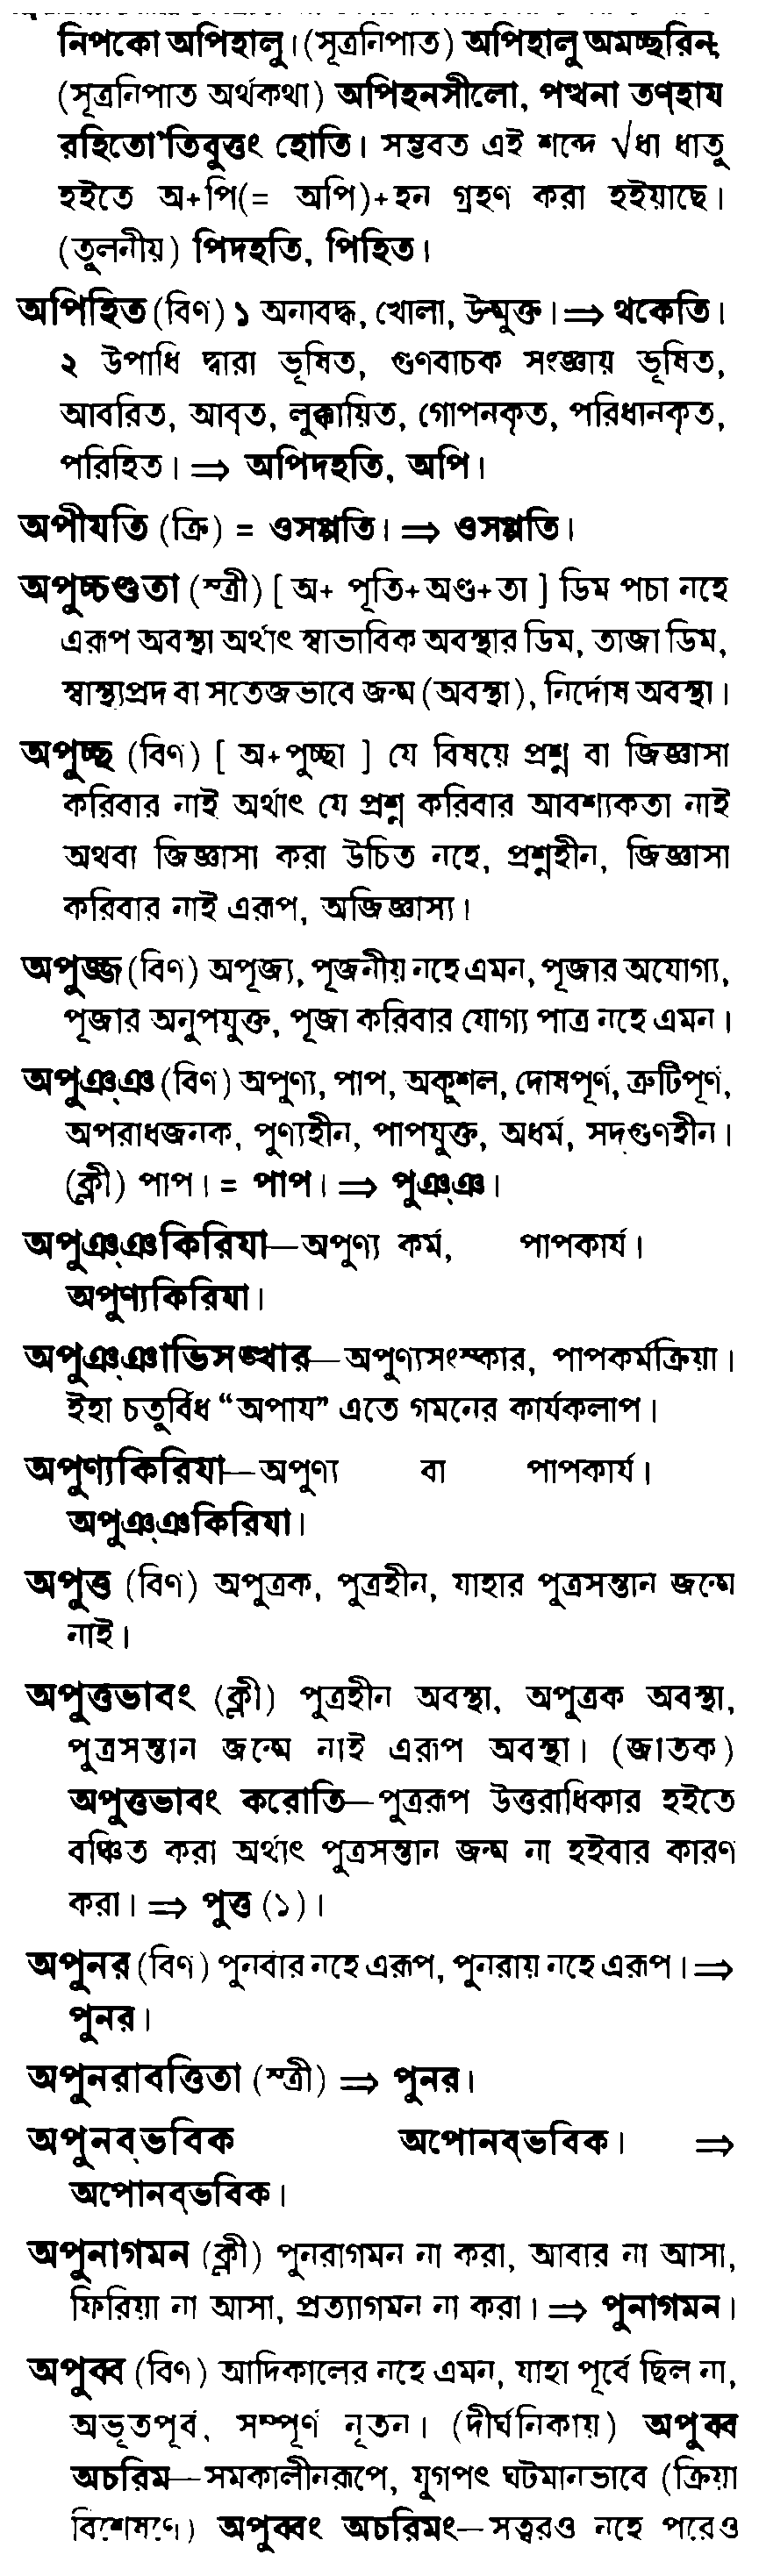 নিপকো অপিহালু। (সূত্রনিপাত) অপিহালু অমচ্ছরিন,
(সূত্রনিপাত অর্থকথা) অপিহনসীলো, পত্থনা তণ্হায
রহিতো'তিবুত্তং হোতি। সম্ভবত এই শব্দে √ধা ধাতু
হইতে অ+পি(= অপি)+হন গ্রহণ করা হইয়াছে।
(তুলনীয়) পিদহতি, পিহিত।
অপিহিত (বিণ) ১ অনাবদ্ধ, খোলা, উন্মুক্ত। ⇒ থকেতি।
২ উপাধি দ্বারা ভূষিত, গুণবাচক সংজ্ঞায় ভূষিত,
আবরিত, আবৃত, লুক্কায়িত, গোপনকৃত, পরিধানকৃত,
পরিহিত। ⇒ অপিদহতি, অপি।
অপীযতি (ক্রি) = ওসপ্পতি। ⇒ ওসপ্পতি।
অপুচ্চণ্ডতা (স্ত্রী) [ অ+ পূতি+অণ্ড+তা ] ডিম পচা নহে
এরূপ অবস্থা অর্থাৎ স্বাভাবিক অবস্থার ডিম, তাজা ডিম,
স্বাস্থ্যপ্রদ বা সতেজভাবে জন্ম (অবস্থা), নির্দোষ অবস্থা।
অপুচ্ছ (বিণ) [ অ+পুচ্ছা ] যে বিষয়ে প্রশ্ন বা জিজ্ঞাসা
করিবার নাই অর্থাৎ যে প্রশ্ন করিবার আবশ্যকতা নাই
অথবা জিজ্ঞাসা করা উচিত নহে, প্রশ্নহীন, জিজ্ঞাসা
করিবার নাই এরূপ, অজিজ্ঞাস্য।
অপুজ্জ (বিণ) অপূজ্য, পূজনীয় নহে এমন, পূজার অযোগ্য,
পূজার অনুপযুক্ত, পূজা করিবার যোগ্য পাত্র নহে এমন।
অপুঞ্ঞ (বিণ) অপুণ্য, পাপ, অকুশল, দোষপূর্ণ, ত্রুটিপূর্ণ,
অপরাধজনক, পুণ্যহীন, পাপযুক্ত, অধর্ম, সদগুণহীন।
(ক্লী) পাপ। = পাপ। ⇒ পুঞ্ঞ।
অপুঞ্ঞকিরিযা—অপুণ্য কর্ম, পাপকার্য।
অপুণ্যকিরিযা।
অপুঞ্ঞাভিসঙ্খার—অপুণ্যসংস্কার, পাপকর্মক্রিয়া।
ইহা চতুর্বিধ “অপায” এতে গমনের কার্যকলাপ।
অপুণ্যকিরিযা—অপুণ্য বা পাপকার্য।
অপুঞ্ঞকিরিযা।
অপুত্ত (বিণ) অপুত্রক, পুত্রহীন, যাহার পুত্রসন্তান জন্মে
নাই।
অপুত্তভাবং (ক্লী) পুত্রহীন অবস্থা, অপুত্রক অবস্থা,
পুত্রসন্তান জন্মে নাই এরূপ অবস্থা। (জাতক)
অপুত্তভাবং করোতি—পুত্ররূপ উত্তরাধিকার হইতে
বঞ্চিত করা অর্থাৎ পুত্রসন্তান জন্ম না হইবার কারণ
করা। ⇒ পুত্ত (১)।
অপুনর (বিণ) পুনর্বার নহে এরূপ, পুনরায় নহে এরূপ। ⇒
পুনর।
অপুনরাবত্তিতা (স্ত্রী) ⇒ পুনর।
অপুনব্ভবিক অপোনব্ভবিক। ⇒
অপোনব্ভবিক।
অপুনাগমন (ক্লী) পুনরাগমন না করা, আবার না আসা,
ফিরিয়া না আসা, প্রত্যাগমন না করা। ⇒ পুনাগমন।
অপুব্ব (বিণ) আদিকালের নহে এমন, যাহা পূর্বে ছিল না,
অভূতপূর্ব, সম্পূর্ণ নূতন। (দীর্ঘনিকায়) অপুব্ব
অচরিম—সমকালীনরূপে, যুগপৎ ঘটমানভাবে (ক্রিয়া
বিশেষণে) অপুব্বং অচরিমং—সত্বরও নহে পরেও